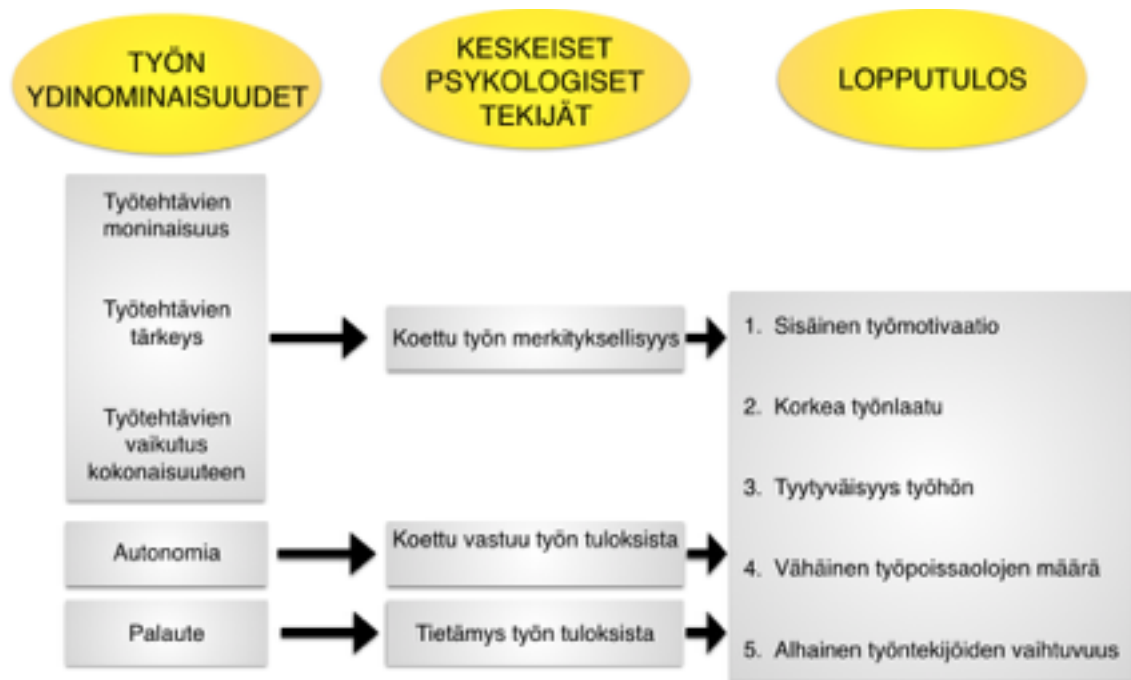 TYÖN
YDINOMINAISUUDET
KESKEISET
PSYKOLOGISET
TEKIJÄT
LOPPUTULOS
Työtehtävien
moninaisuus
Työtehtävien
tärkeys
Työtehtävien
vaikutus
kokonaisuuteen
Autonomia
Palaute
Koettu työn merkityksellisyys
Koettu vastuu työn tuloksista
Tietämys työn tuloksista
1. Sisäinen työmotivaatio
2. Korkea työnlaatu
3. Tyytyväisyys työhön
4. Vähäinen työpoissaolojen määrä
5. Alhainen työntekijöiden vaihtuvuus